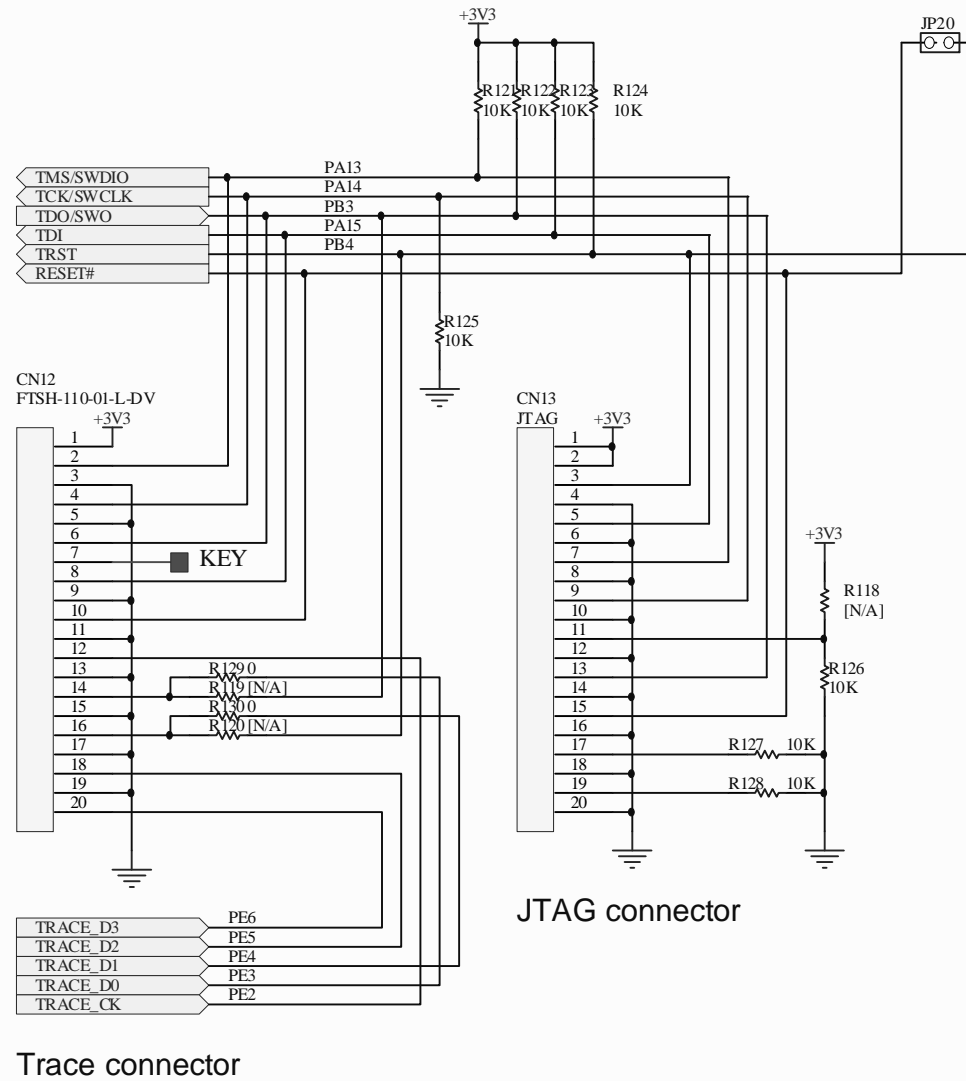 +3V3
JP20
R121
10K
R122
10K
R123
10K
R124
10K
TMS/SWDIO
PA13
TCK/SWCLK
PA14
TDO/SWO
PB3
TDI
PA15
TRST
PB4
RESET#
R125
10K
CN12
FTSH-110-01-L-DV
+3V3
1
2
3
4
5
6
7
KEY
8
9
10
11
12
13
14
15
16
17
18
19
20
R129 0
R119 [N/A]
R130 0
R120 [N/A]
CN13
JTAG
+3V3
1
2
3
4
5
6
7
8
9
10
11
12
13
14
15
16
17
18
19
20
+3V3
R118
[N/A]
R126
10K
R127 10K
R128 10K
JTAG connector
TRACE_D3
PE6
TRACE_D2
PE5
TRACE_D1
PE4
TRACE_D0
PE3
TRACE_CK
PE2
Trace connector